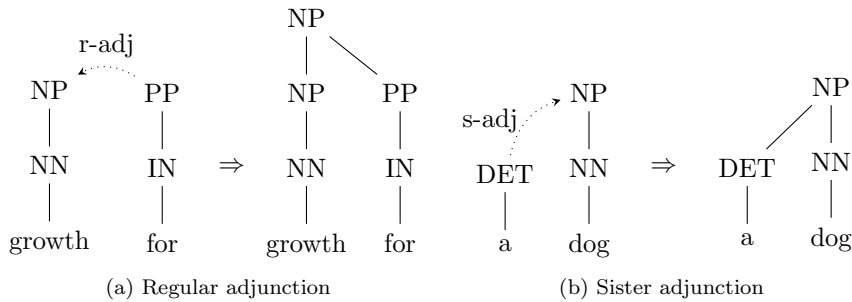 NP
r-adj
NP PP NP PP NP NP
s-adj
NN IN ⇒ NN IN DET NN ⇒ DET NN
growth for growth for a dog a dog
(a) Regular adjunction (b) Sister adjunction